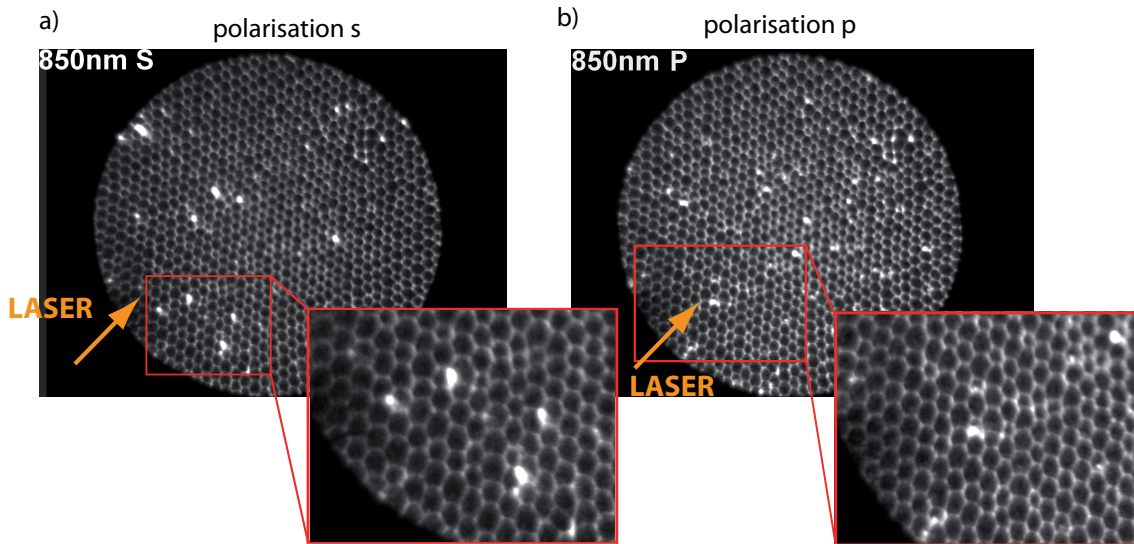 a)
polarisation s
850nm S
LASER
b)
polarisation p
850nm P
LASER